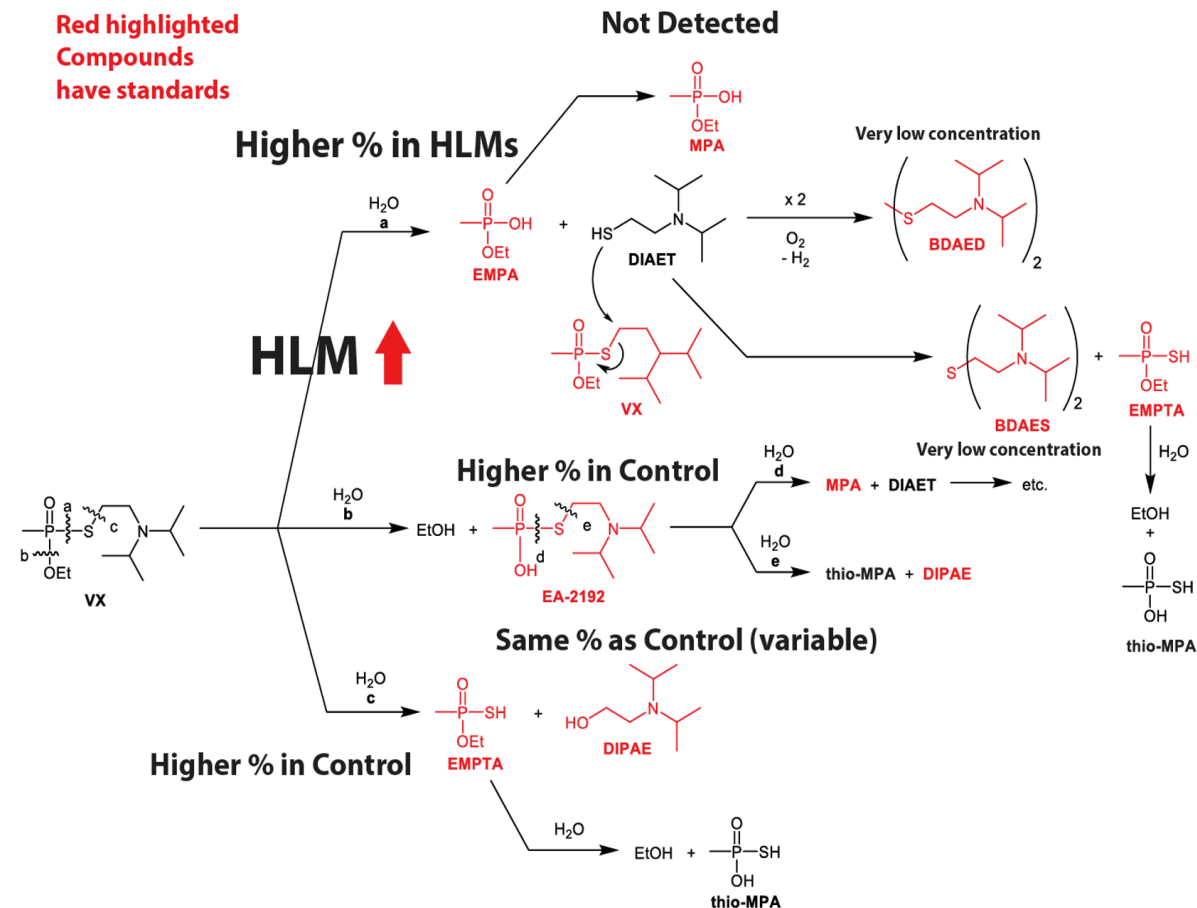 Red highlighted
Compounds
have standards
Not Detected
O
P
OH
OEt
MPA
Higher % in HLMs
Very low concentration
H2O
a
O
P
OH
OEt
EMPA
+
HS
N
DIAET
x 2
O2
- H2
S
N
BDAED
2
HLM
O
P
S
OEt
VX
S
N
2
BDAES
+
O
P
SH
OEt
EMPTA
Very low concentration
H2O
EtOH
+
O
P
SH
OH
thio-MPA
Higher % in Control
O
P
a
S
c
N
b
OEt
VX
H2O
b
EtOH
+
O
P
S
e
N
OH
d
EA-2192
H2O
d
MPA + DIAET
etc.
H2O
e
thio-MPA + DIPAE
Same % as Control (variable)
H2O
c
O
P
SH
OEt
EMPTA
+
HO
N
DIPAE
Higher % in Control
H2O
EtOH +
O
P
SH
OH
thio-MPA